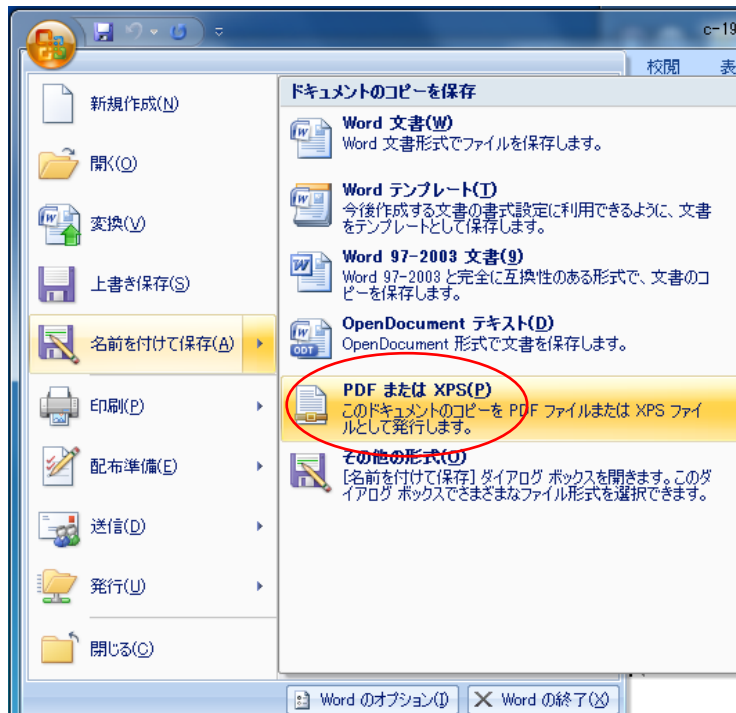 c-19
校閲 表
新規作成(N)
開く(O)
変換(V)
上書き保存(S)
名前を付けて保存(A)
印刷(P)
配布準備(E)
送信(D)
発行(U)
閉じる(C)
ドキュメントのコピーを保存
Word 文書(W)
Word 文書形式でファイルを保存します。
Word テンプレート(T)
今後作成する文書の書式設定に利用できるように、文書
をテンプレートとして保存します。
Word 97-2003 文書(9)
Word 97-2003 と完全に互換性のある形式で、文書のコ
ピーを保存します。
OpenDocument テキスト(D)
OpenDocument 形式で文書を保存します。
PDF または XPS(P)
このドキュメントのコピーを PDF ファイルまたは XPS ファイ
ルとして発行します。
その他の形式(O)
[名前を付けて保存] ダイアログ ボックスを開きます。このダ
イアログ ボックスでさまざまなファイル形式を選択できます。
Word のオプション(I)
Word の終了(X)